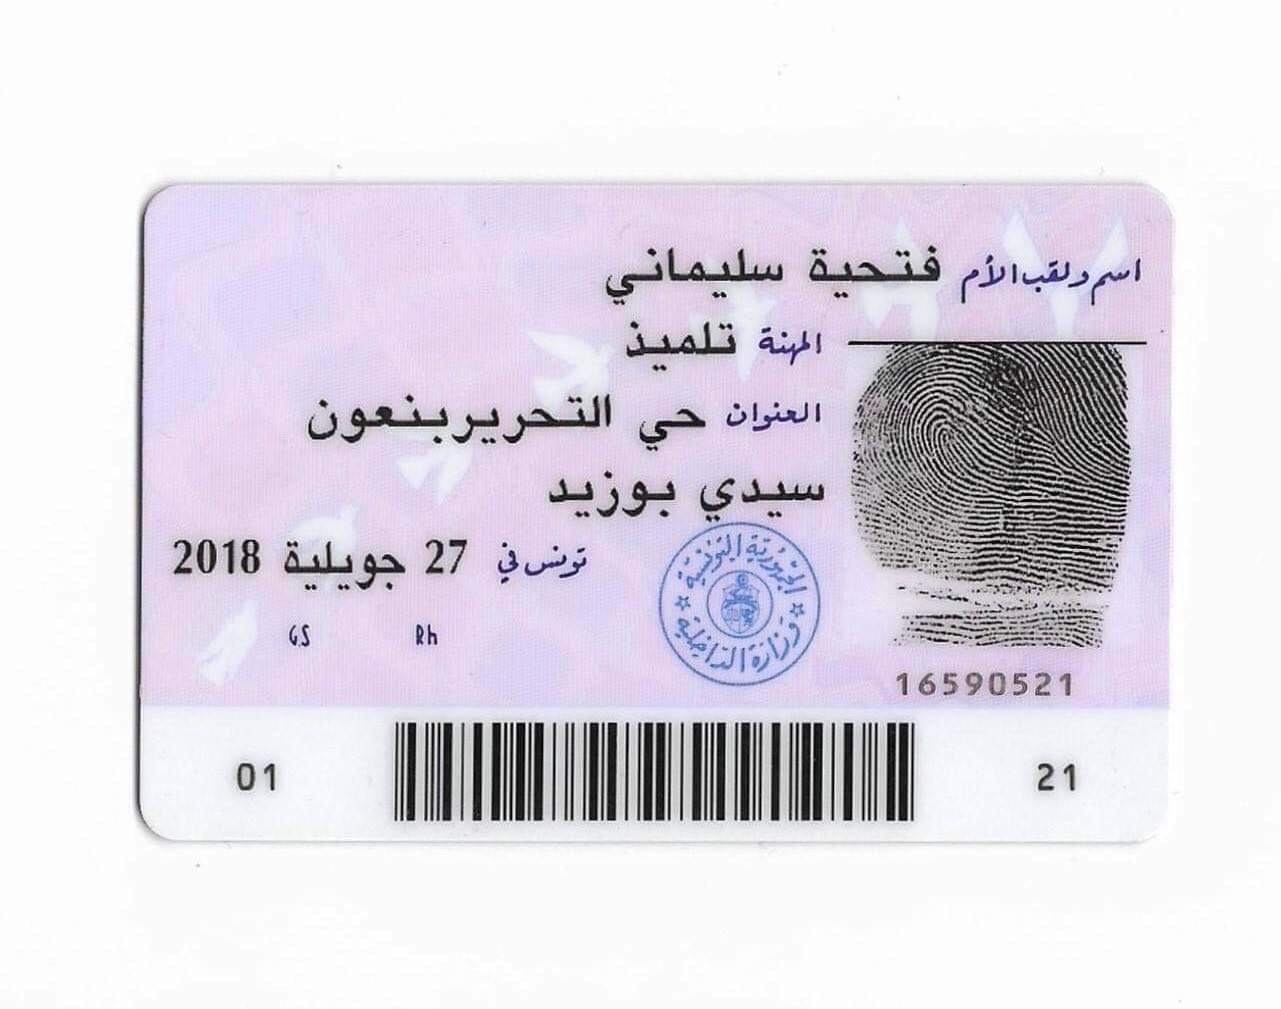 اسم ولقب الأم فتحية سليماني
المهنة تلميذ
العنوان حي التحرير بنعون
سيدي بوزيد
تونس في 27 جويلية 2018
الجمهورية التونسية
وزارة الداخلية
GS Rh
16590521
01 21